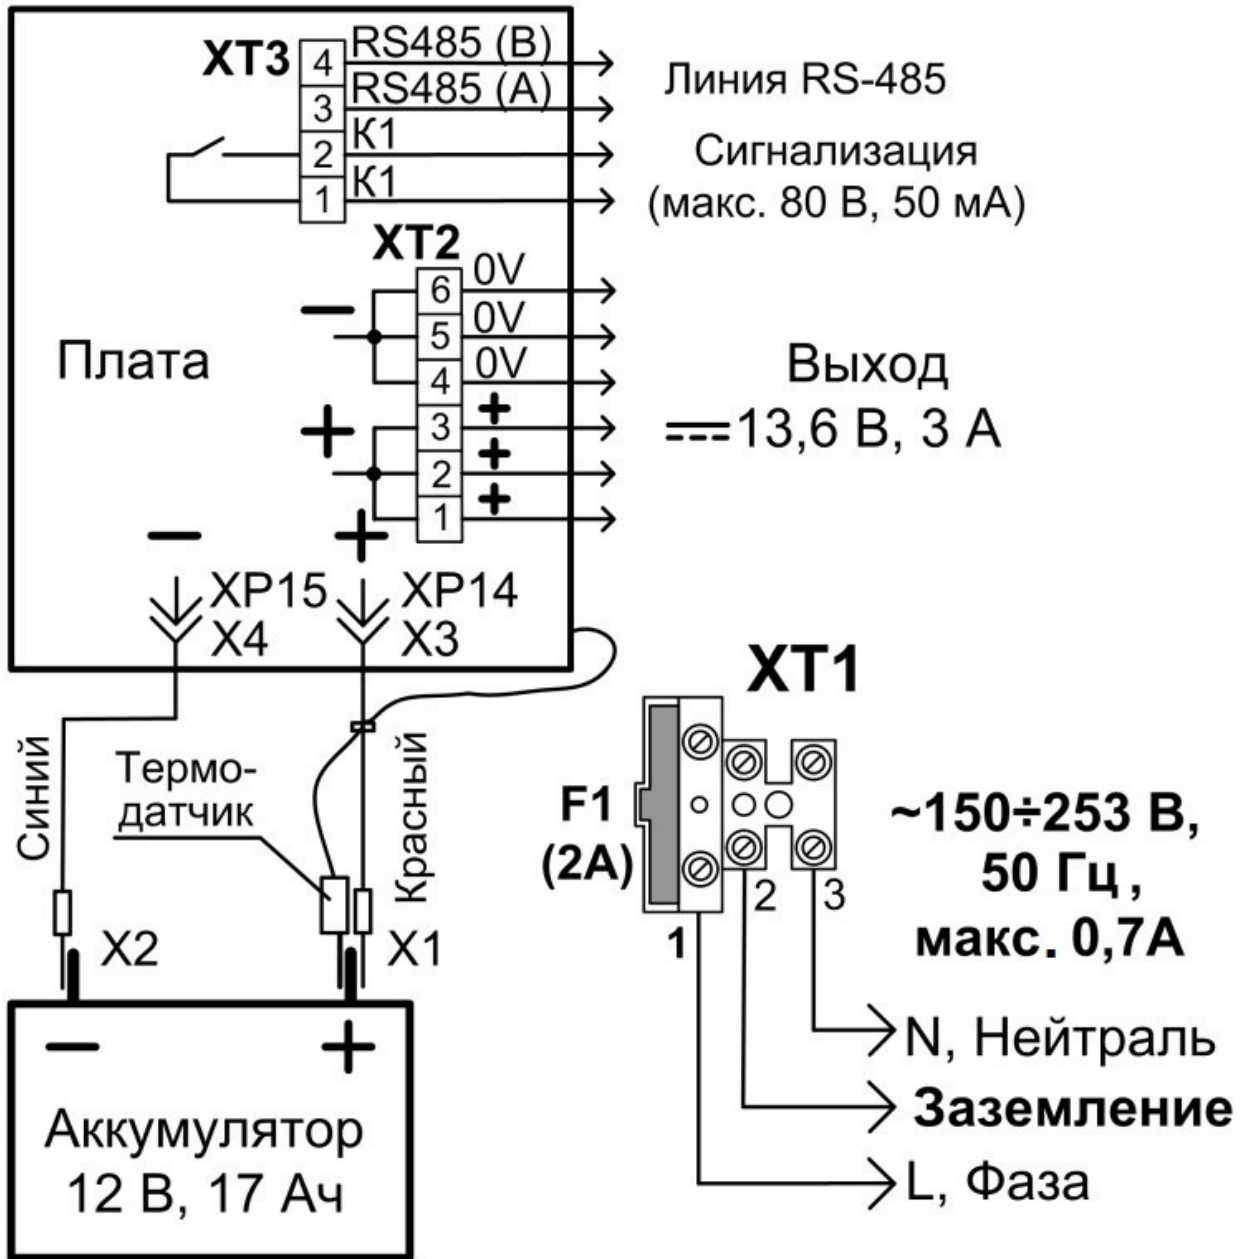 XT3
4 RS485 (B)
3 RS485 (A)
2 К1
1 К1
Линия RS-485
Сигнализация
(макс. 80 В, 50 мА)
XT2
6 0V
5 0V
4 0V
3 +
2 +
1 +
−
+
Плата
Выход
13,6 В, 3 А
− +
XP15 XP14
X4 X3
Синий
Термо-
датчик
Красный
X2 X1
− +
Аккумулятор
12 В, 17 Ач
XT1
F1
(2A)
1 2 3
~150÷253 В,
50 Гц,
макс. 0,7А
N, Нейтраль
Заземление
L, Фаза